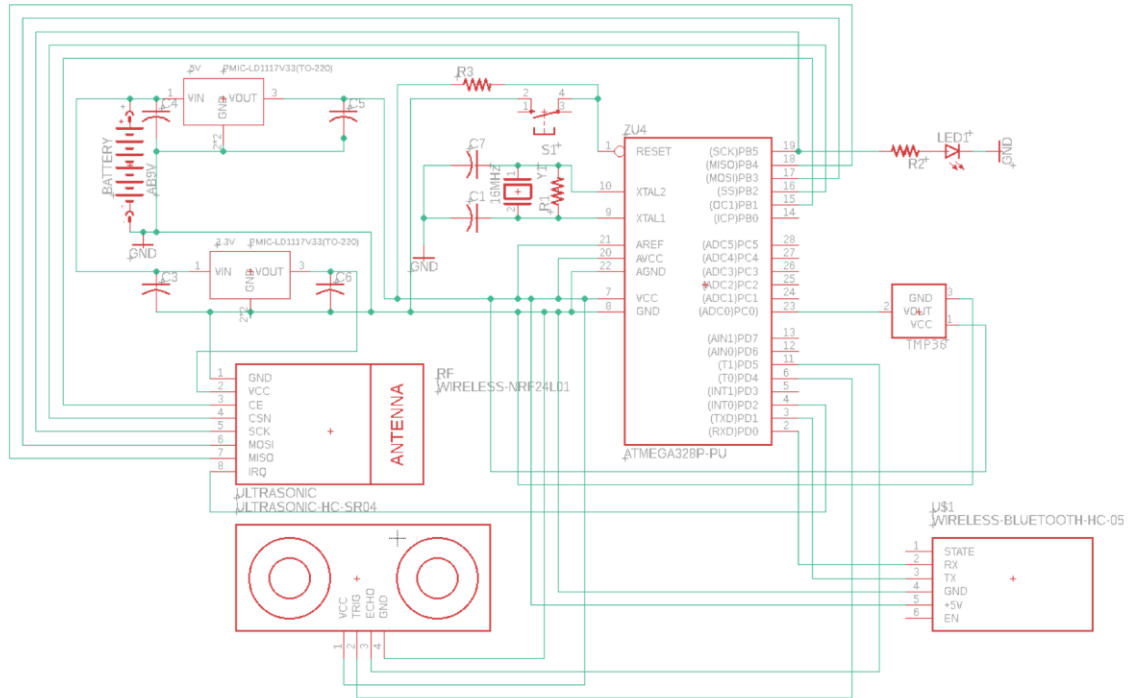 5V
PMIC-LD1117V33(TO-220)
1
VIN
VOUT
3
GND
2*2
C4
C5
BATTERY
AB9V
GND
3.3V
PMIC-LD1117V33(TO-220)
1
VIN
VOUT
3
GND
2*2
C3
C6
R3
2
4
1
3
S1
C7
C1
16MHz
1
2
Y1
R1
GND
ZU4
1
RESET
10
XTAL2
9
XTAL1
21
AREF
20
AVCC
22
AGND
7
VCC
8
GND
(SCK)PB5
19
(MISO)PB4
18
(MOSI)PB3
17
(SS)PB2
16
(OC1)PB1
15
(ICP)PB0
14
(ADC5)PC5
28
(ADC4)PC4
27
(ADC3)PC3
26
(ADC2)PC2
25
(ADC1)PC1
24
(ADC0)PC0
23
(AIN1)PD7
13
(AIN0)PD6
12
(T1)PD5
11
(T0)PD4
6
(INT1)PD3
5
(INT0)PD2
4
(TXD)PD1
3
(RXD)PD0
2
ATMEGA328P-PU
R2
LED1
GND
GND
3
2
VOUT
VCC
1
TMP36
RF
WIRELESS-NRF24L01
1
GND
2
VCC
3
CE
4
CSN
5
SCK
6
MOSI
7
MISO
8
IRQ
ANTENNA
ULTRASONIC
ULTRASONIC-HC-SR04
VCC
TRIG
ECHO
GND
1
2
3
4
U$1
WIRELESS-BLUETOOTH-HC-05
1
STATE
2
RX
3
TX
4
GND
5
+5V
6
EN